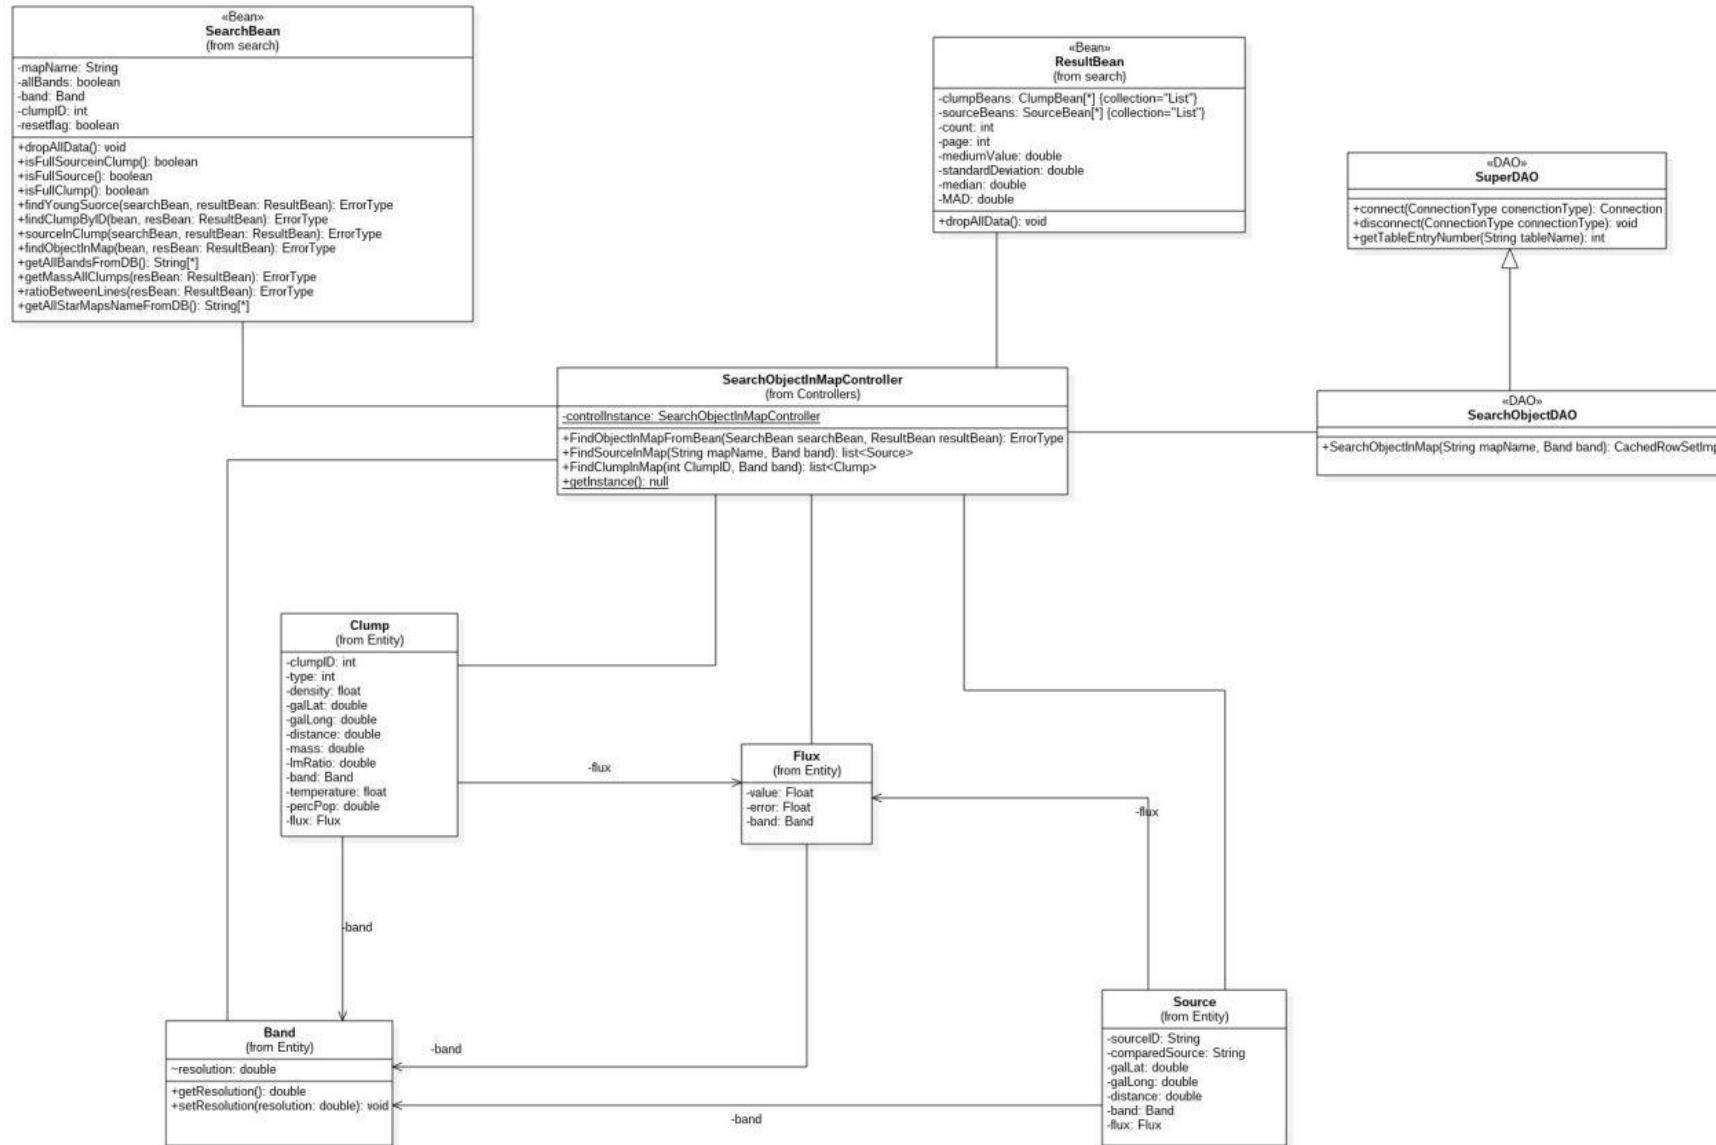 «Bean»
SearchBean
(from search)
-mapName: String
-allBands: boolean
-band: Band
-clumpID: int
-resetflag: boolean
+dropAllData(): void
+isFullSourceinClump(): boolean
+isFullSource(): boolean
+isFullClump(): boolean
+findYoungSuorce(searchBean, resultBean: ResultBean): ErrorType
+findClumpByID(bean, resBean: ResultBean): ErrorType
+sourceInClump(searchBean, resultBean: ResultBean): ErrorType
+findObjectInMap(bean, resBean: ResultBean): ErrorType
+getAllBandsFromDB(): String[*]
+getMassAllClumps(resBean: ResultBean): ErrorType
+ratioBetweenLines(resBean: ResultBean): ErrorType
+getAllStarMapsNameFromDB(): String[*]
«Bean»
ResultBean
(from search)
-clumpBeans: ClumpBean[*] {collection="List"}
-sourceBeans: SourceBean[*] {collection="List"}
-count: int
-page: int
-mediumValue: double
-standardDeviation: double
-median: double
-MAD: double
+dropAllData(): void
«DAO»
SuperDAO
+connect(ConnectionType conenctionType): Connection
+disconnect(ConnectionType connectionType): void
+getTableEntryNumber(String tableName): int
SearchObjectInMapController
(from Controllers)
-controlInstance: SearchObjectInMapController
+FindObjectInMapFromBean(SearchBean searchBean, ResultBean resultBean): ErrorType
+FindSourceInMap(String mapName, Band band): list<Source>
+FindClumpInMap(int ClumpID, Band band): list<Clump>
+getInstance(): null
«DAO»
SearchObjectDAO
+SearchObjectInMap(String mapName, Band band): CachedRowSetImp
Clump
(from Entity)
-clumpID: int
-type: int
-density: float
-galLat: double
-galLong: double
-distance: double
-mass: double
-lmRatio: double
-band: Band
-temperature: float
-percPop: double
-flux: Flux
-flux
Flux
(from Entity)
-value: Float
-error: Float
-band: Band
-flux
-band
Band
(from Entity)
~resolution: double
+getResolution(): double
+setResolution(resolution: double): void
-band
-band
Source
(from Entity)
-sourceID: String
-comparedSource: String
-galLat: double
-galLong: double
-distance: double
-band: Band
-flux: Flux